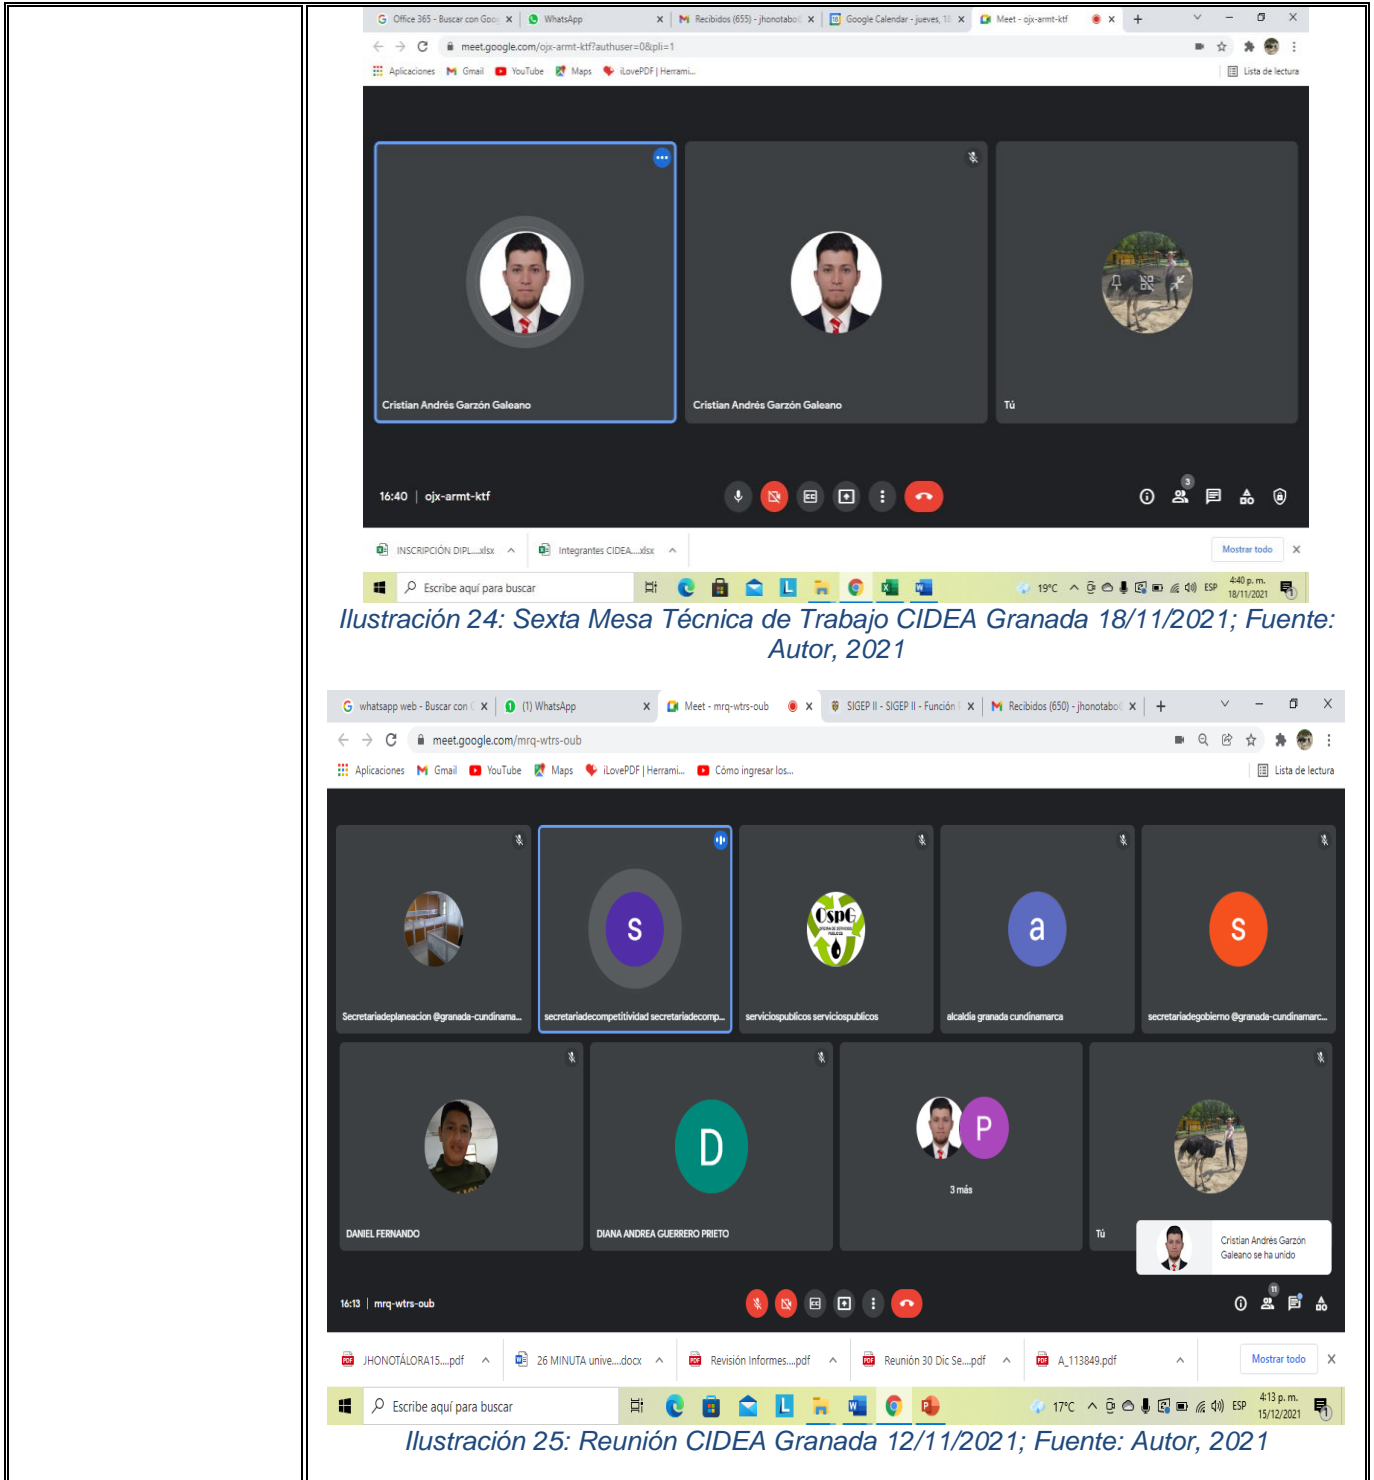 Office 365 - Buscar con Goo
WhatsApp
Recibidos (655) - jhonotabo
Google Calendar - jueves, 18
Meet - ojx-armt-ktf
meet.google.com/ojx-armt-ktf?authuser=0&pli=1
Aplicaciones
Gmail
YouTube
Maps
iLovePDF | Herrami...
Lista de lectura
Cristian Andrés Garzón Galeano
Cristian Andrés Garzón Galeano
Tú
16:40 | ojx-armt-ktf
3
INSCRIPCIÓN DIPL....xlsx
Integrantes CIDEA....xlsx
Mostrar todo
Escribe aquí para buscar
19°C
ESP
4:40 p. m.
18/11/2021
Ilustración 24: Sexta Mesa Técnica de Trabajo CIDEA Granada 18/11/2021; Fuente:
Autor, 2021
whatsapp web - Buscar con
(1) WhatsApp
Meet - mrq-wtrs-oub
SIGEP II - SIGEP II - Función
Recibidos (650) - jhonotabo
meet.google.com/mrq-wtrs-oub
Aplicaciones
Gmail
YouTube
Maps
iLovePDF | Herrami...
Cómo ingresar los...
Lista de lectura
s
OspG
OFICINA DE SERVICIOS
PUBLICOS
a
s
Secretariadeplaneacion @granada-cundinama...
secretariadecompetitividad secretariadecomp...
serviciospublicos serviciospublicos
alcaldia granada cundinamarca
secretariadegobierno @granada-cundinamarc...
D
P
3 más
DANIEL FERNANDO
DIANA ANDREA GUERRERO PRIETO
Tú
Cristian Andrés Garzón
Galeano se ha unido
16:13 | mrq-wtrs-oub
11
JHONOTÁLORA15....pdf
26 MINUTA unive....docx
Revisión Informes....pdf
Reunión 30 Dic Se....pdf
A_113849.pdf
Mostrar todo
Escribe aquí para buscar
17°C
ESP
4:13 p. m.
15/12/2021
Ilustración 25: Reunión CIDEA Granada 12/11/2021; Fuente: Autor, 2021